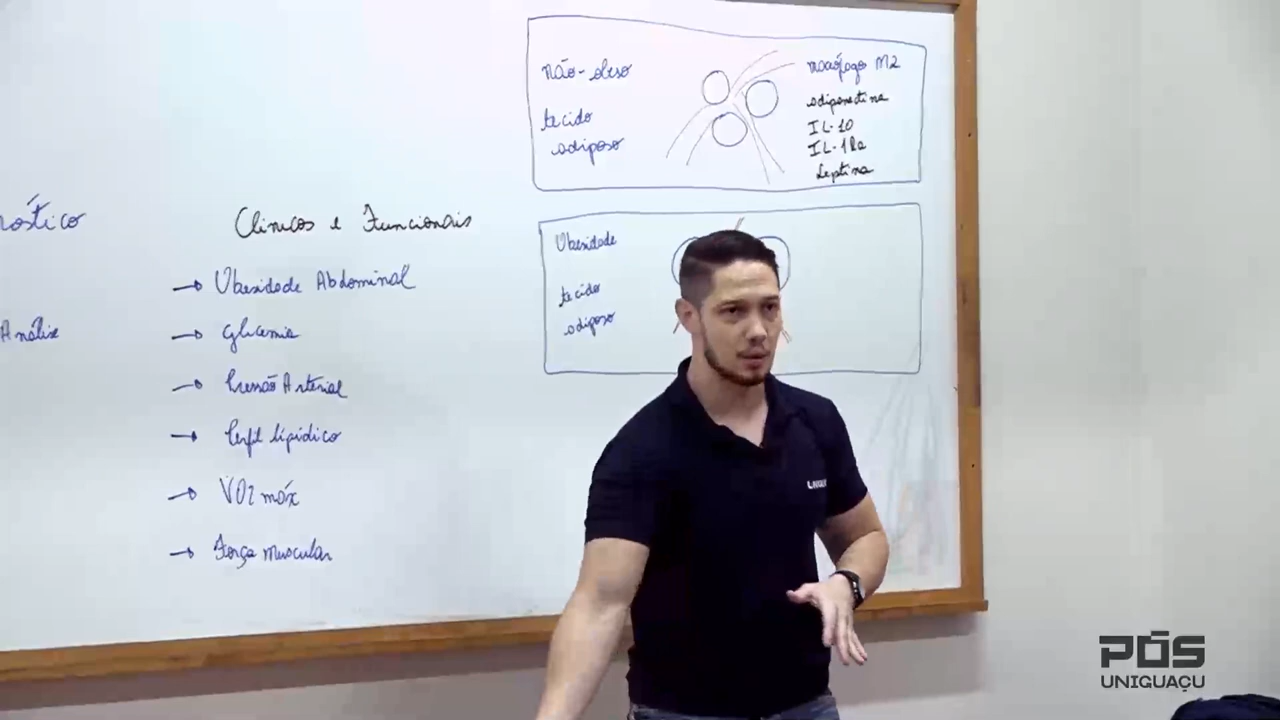 não-obeso
tecido
adiposo
macófago M2
adiponectina
IL-10
IL-1Ra
Leptina
nóstico
Análise
Clínicos e Funcionais
→ Obesidade Abdominal
→ Glicemia
→ Pressão Arterial
→ Perfil lipídico
→ VO2 máx
→ Força muscular
Obesidade
tecido
adiposo
PÓS
UNIGUAÇU